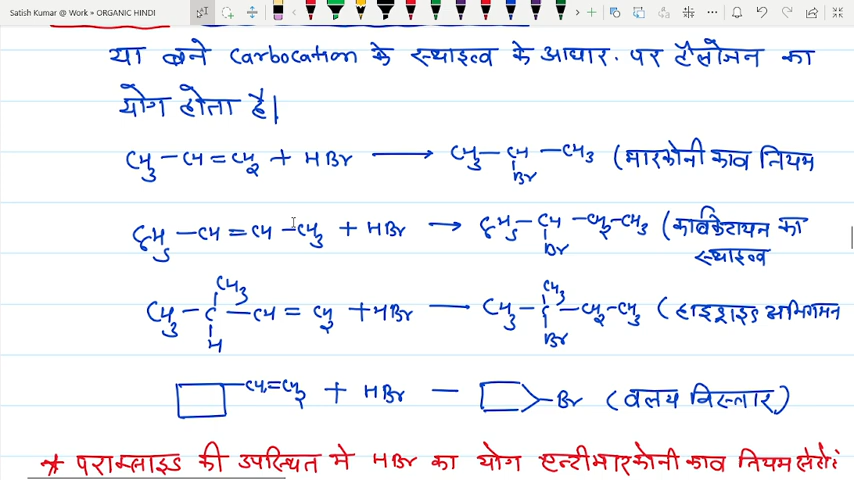 Satish Kumar @ Work » ORGANIC HINDI
या बने Carbocation के स्थाइत्व के आधार. पर हैलोजन का
योग होता है।
CH3 – CH = CH2 + HBr ⟶ CH3 – CH – CH3 (मारकोनी काव नियम
Br
C6H5 – CH = CH – CH3 + HBr → C6H5 – CH – CH2 – CH3 (कार्बकेटायन का
Br स्थाइत्व
CH3 CH3
CH3 – C – CH = CH2 + HBr — CH3 – C – CH2 – CH3 (हाइड्राइड अभिगमन
H Br
CH=CH2 + HBr – Br (वलय विस्तार)
* पराक्साइड की उपस्थित मे HBr का योग एन्टीमारकोनी काव नियम से